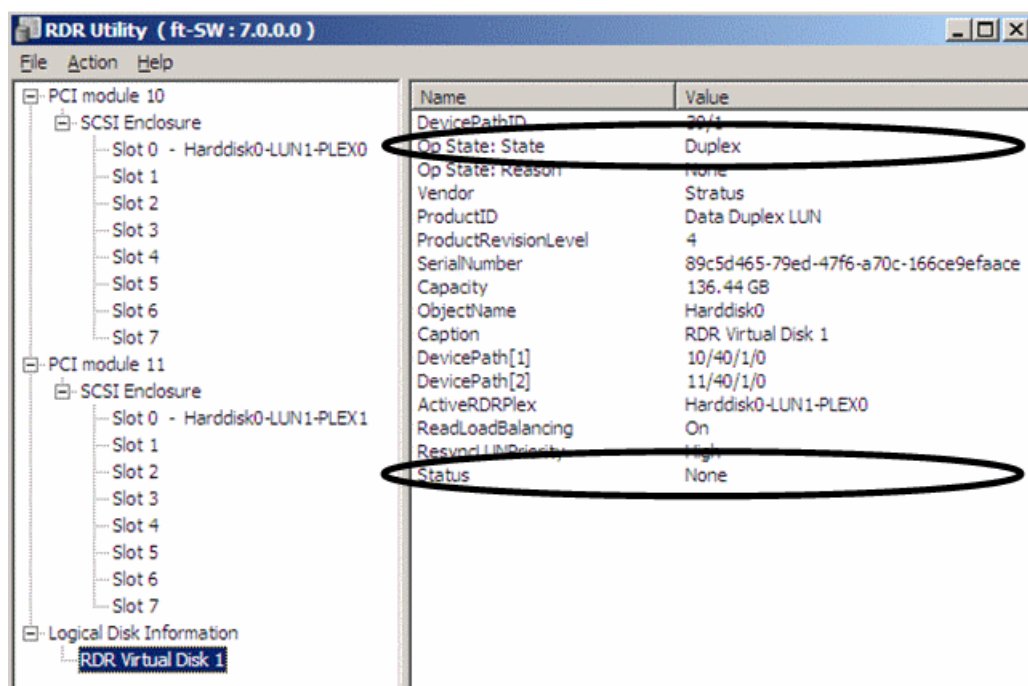 RDR Utility ( ft-SW : 7.0.0.0 )
File Action Help
PCI module 10
SCSI Enclosure
Slot 0 - Harddisk0-LUN1-PLEX0
Slot 1
Slot 2
Slot 3
Slot 4
Slot 5
Slot 6
Slot 7
PCI module 11
SCSI Enclosure
Slot 0 - Harddisk0-LUN1-PLEX1
Slot 1
Slot 2
Slot 3
Slot 4
Slot 5
Slot 6
Slot 7
Logical Disk Information
RDR Virtual Disk 1
Name Value
DevicePathID 39/1
Op State: State Duplex
Op State: Reason None
Vendor Stratus
ProductID Data Duplex LUN
ProductRevisionLevel 4
SerialNumber 89c5d465-79ed-47f6-a70c-166ce9efaace
Capacity 136.44 GB
ObjectName Harddisk0
Caption RDR Virtual Disk 1
DevicePath[1] 10/40/1/0
DevicePath[2] 11/40/1/0
ActiveRDRPlex Harddisk0-LUN1-PLEX0
ReadLoadBalancing On
ResyncLUNPriority High
Status None